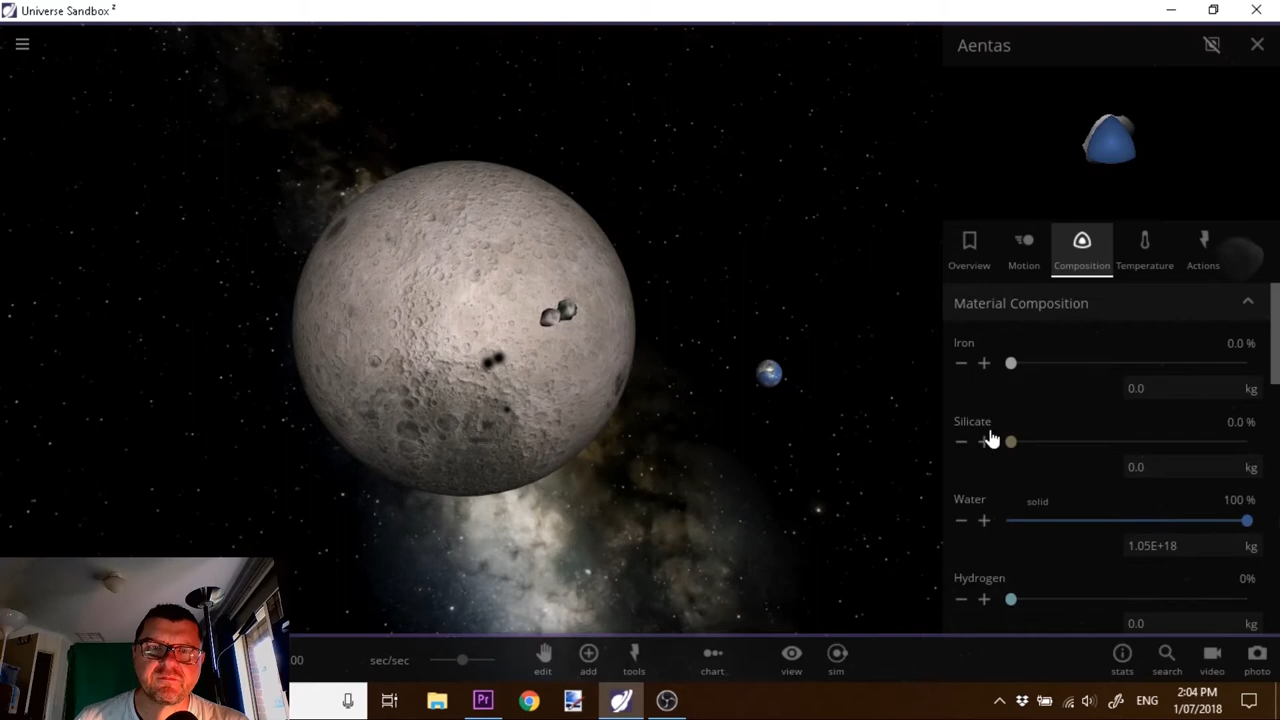 Universe Sandbox ²
Aentas
Overview
Motion
Composition
Temperature
Actions
Material Composition
Iron
0.0 %
0.0 kg
Silicate
0.0 %
0.0 kg
Water
solid
100 %
1.05E+18 kg
Hydrogen
0%
0.0 kg
00 sec/sec
edit
add
tools
chart
view
sim
stats
search
video
photo
Pr
ENG
2:04 PM
1/07/2018